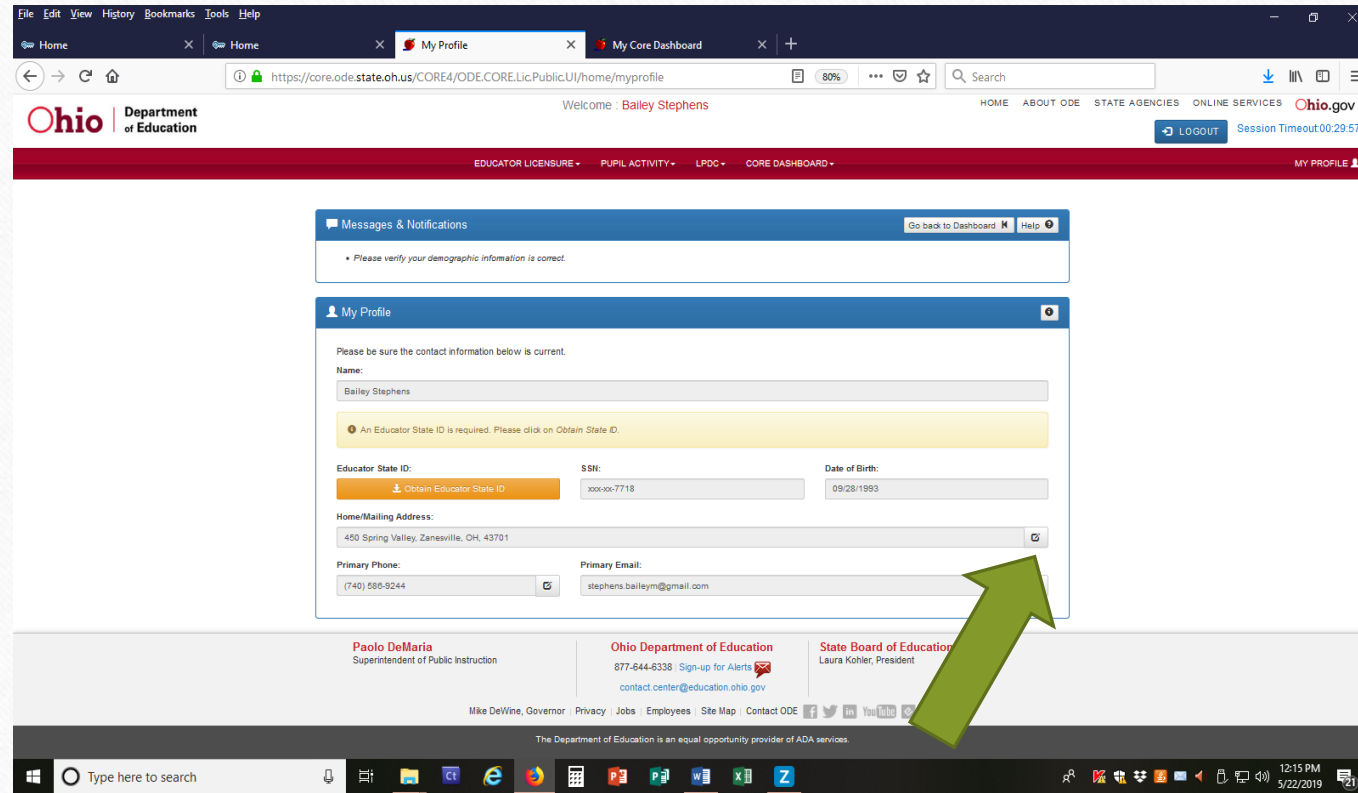 File Edit View History Bookmarks Tools Help
Home Home My Profile My Core Dashboard
https://core.ode.state.oh.us/CORE4/ODE.CORE.Lic.Public.UI/home/myprofile 80% Search
Ohio Department of Education
Welcome : Bailey Stephens
HOME ABOUT ODE STATE AGENCIES ONLINE SERVICES Ohio.gov
LOGOUT Session Timeout:00:29:57
EDUCATOR LICENSURE PUPIL ACTIVITY LPDC CORE DASHBOARD MY PROFILE
Messages & Notifications Go back to Dashboard Help
• Please verify your demographic information is correct.
My Profile
Please be sure the contact information below is current.
Name:
Bailey Stephens
An Educator State ID is required. Please click on Obtain State ID.
Educator State ID: SSN: Date of Birth:
Obtain Educator State ID xxx-xx-7718 09/28/1993
Home/Mailing Address:
450 Spring Valley, Zanesville, OH, 43701
Primary Phone: Primary Email:
(740) 586-9244 stephens.baileym@gmail.com
Paolo DeMaria Ohio Department of Education State Board of Education
Superintendent of Public Instruction 877-644-6338 | Sign-up for Alerts Laura Kohler, President
contact.center@education.ohio.gov
Mike DeWine, Governor | Privacy | Jobs | Employees | Site Map | Contact ODE You Tube
The Department of Education is an equal opportunity provider of ADA services.
Type here to search
12:15 PM
5/22/2019
21